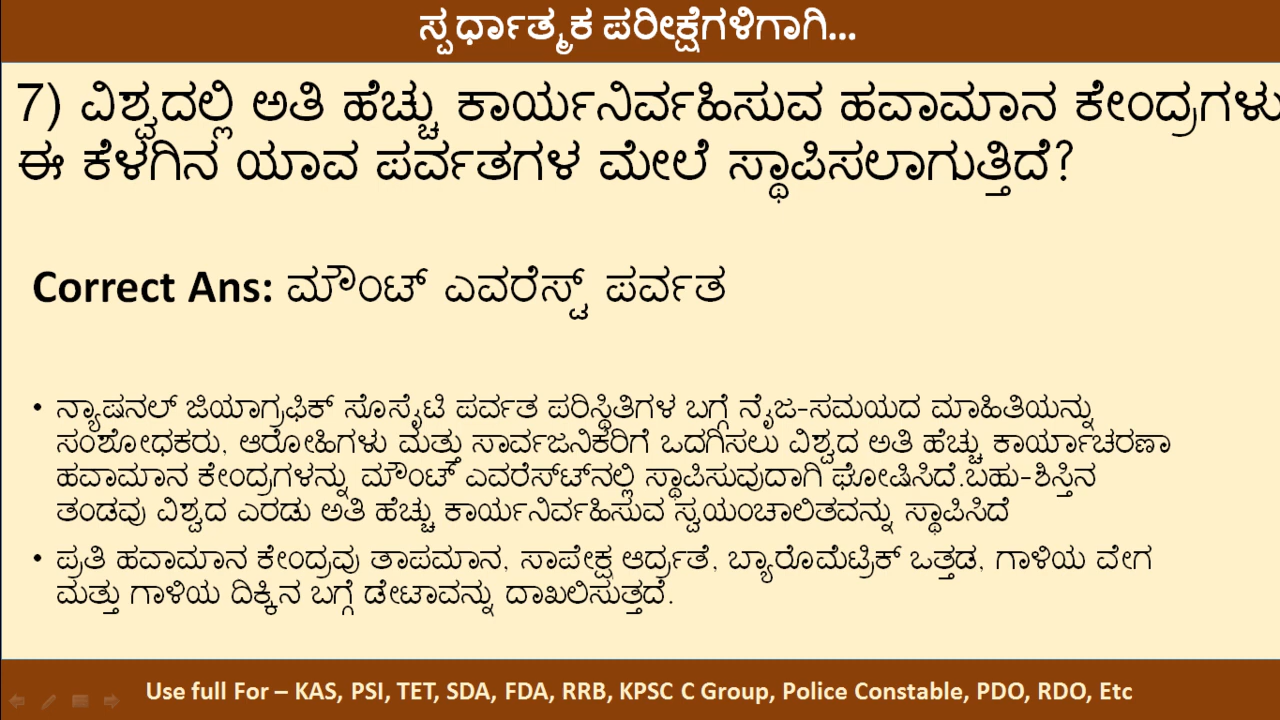 ಸ್ಪರ್ಧಾತ್ಮಕ ಪರೀಕ್ಷೆಗಳಿಗಾಗಿ...
7) ವಿಶ್ವದಲ್ಲಿ ಅತಿ ಹೆಚ್ಚು ಕಾರ್ಯನಿರ್ವಹಿಸುವ ಹವಾಮಾನ ಕೇಂದ್ರಗಳು
ಈ ಕೆಳಗಿನ ಯಾವ ಪರ್ವತಗಳ ಮೇಲೆ ಸ್ಥಾಪಿಸಲಾಗುತ್ತಿದೆ?
Correct Ans: ಮೌಂಟ್ ಎವರೆಸ್ಟ್ ಪರ್ವತ
• ನ್ಯಾಷನಲ್ ಜಿಯಾಗ್ರಫಿಕ್ ಸೊಸೈಟಿ ಪರ್ವತ ಪರಿಸ್ಥಿತಿಗಳ ಬಗ್ಗೆ ನೈಜ-ಸಮಯದ ಮಾಹಿತಿಯನ್ನು
ಸಂಶೋಧಕರು, ಆರೋಹಿಗಳು ಮತ್ತು ಸಾರ್ವಜನಿಕರಿಗೆ ಒದಗಿಸಲು ವಿಶ್ವದ ಅತಿ ಹೆಚ್ಚು ಕಾರ್ಯಾಚರಣಾ
ಹವಾಮಾನ ಕೇಂದ್ರಗಳನ್ನು ಮೌಂಟ್ ಎವರೆಸ್ಟ್‌ನಲ್ಲಿ ಸ್ಥಾಪಿಸುವುದಾಗಿ ಘೋಷಿಸಿದೆ.ಬಹು-ಶಿಸ್ತಿನ
ತಂಡವು ವಿಶ್ವದ ಎರಡು ಅತಿ ಹೆಚ್ಚು ಕಾರ್ಯನಿರ್ವಹಿಸುವ ಸ್ವಯಂಚಾಲಿತವನ್ನು ಸ್ಥಾಪಿಸಿದೆ
• ಪ್ರತಿ ಹವಾಮಾನ ಕೇಂದ್ರವು ತಾಪಮಾನ, ಸಾಪೇಕ್ಷ ಆರ್ದ್ರತೆ, ಬ್ಯಾರೊಮೆಟ್ರಿಕ್ ಒತ್ತಡ, ಗಾಳಿಯ ವೇಗ
ಮತ್ತು ಗಾಳಿಯ ದಿಕ್ಕಿನ ಬಗ್ಗೆ ಡೇಟಾವನ್ನು ದಾಖಲಿಸುತ್ತದೆ.
Use full For – KAS, PSI, TET, SDA, FDA, RRB, KPSC C Group, Police Constable, PDO, RDO, Etc